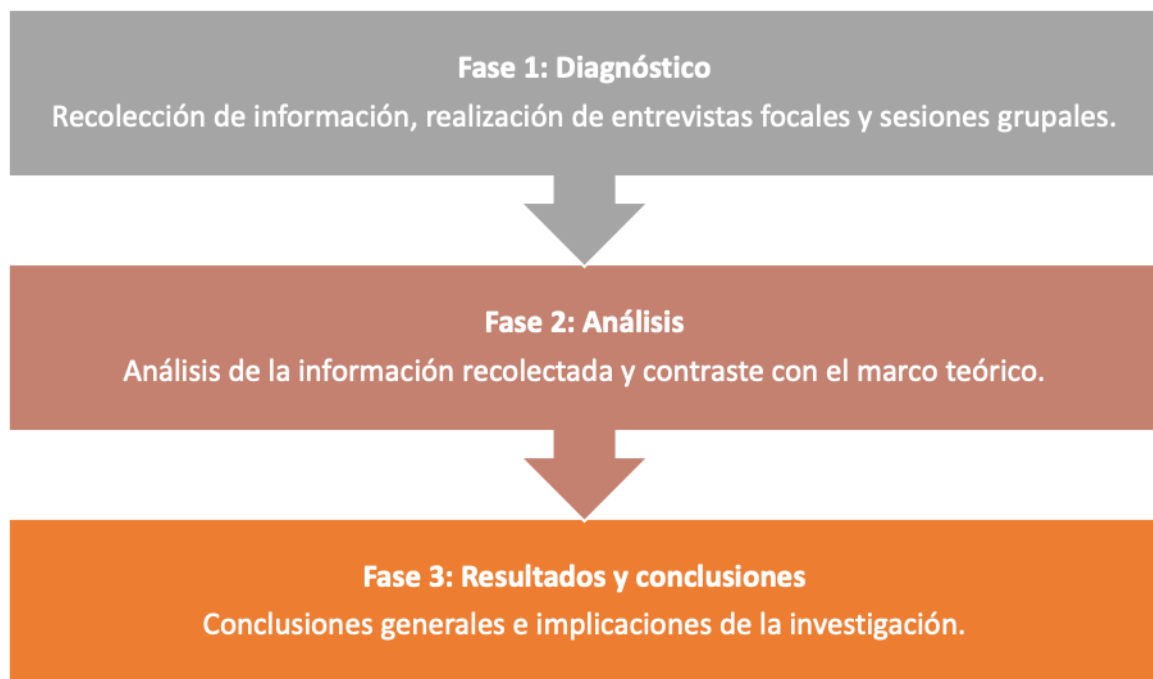 Fase 1: Diagnóstico
Recolección de información, realización de entrevistas focales y sesiones grupales.
Fase 2: Análisis
Análisis de la información recolectada y contraste con el marco teórico.
Fase 3: Resultados y conclusiones
Conclusiones generales e implicaciones de la investigación.